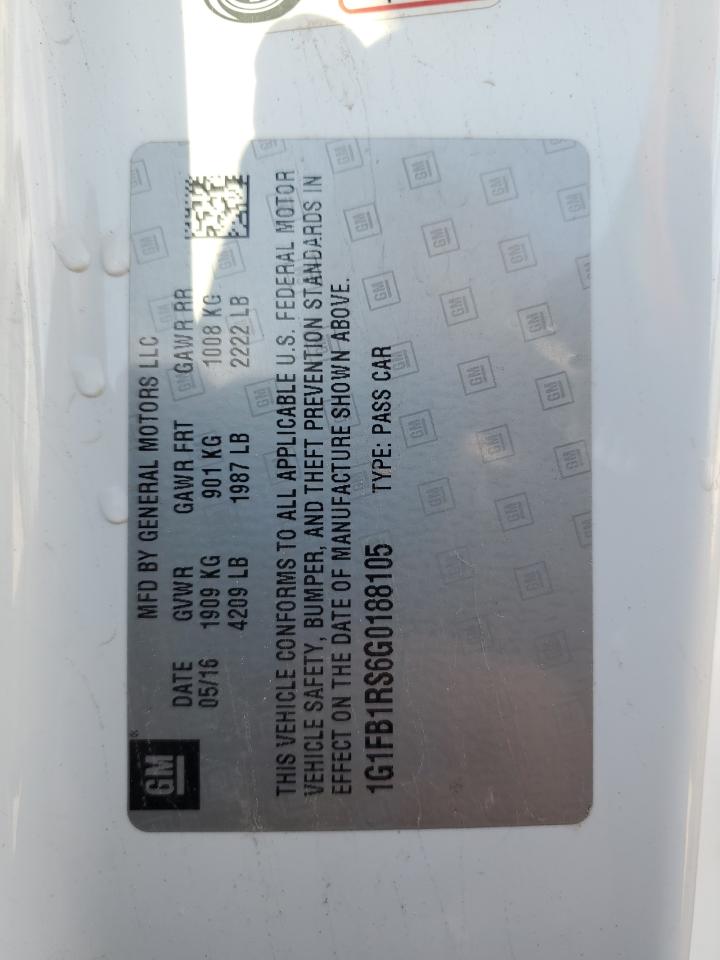 GM
MFD BY GENERAL MOTORS LLC
DATE GVWR GAWR FRT GAWR RR
05/16 1909 KG 901 KG 1008 KG
4209 LB 1987 LB 2222 LB
THIS VEHICLE CONFORMS TO ALL APPLICABLE U.S. FEDERAL MOTOR
VEHICLE SAFETY, BUMPER, AND THEFT PREVENTION STANDARDS IN
EFFECT ON THE DATE OF MANUFACTURE SHOWN ABOVE.
1G1FB1RS6G0188105 TYPE: PASS CAR